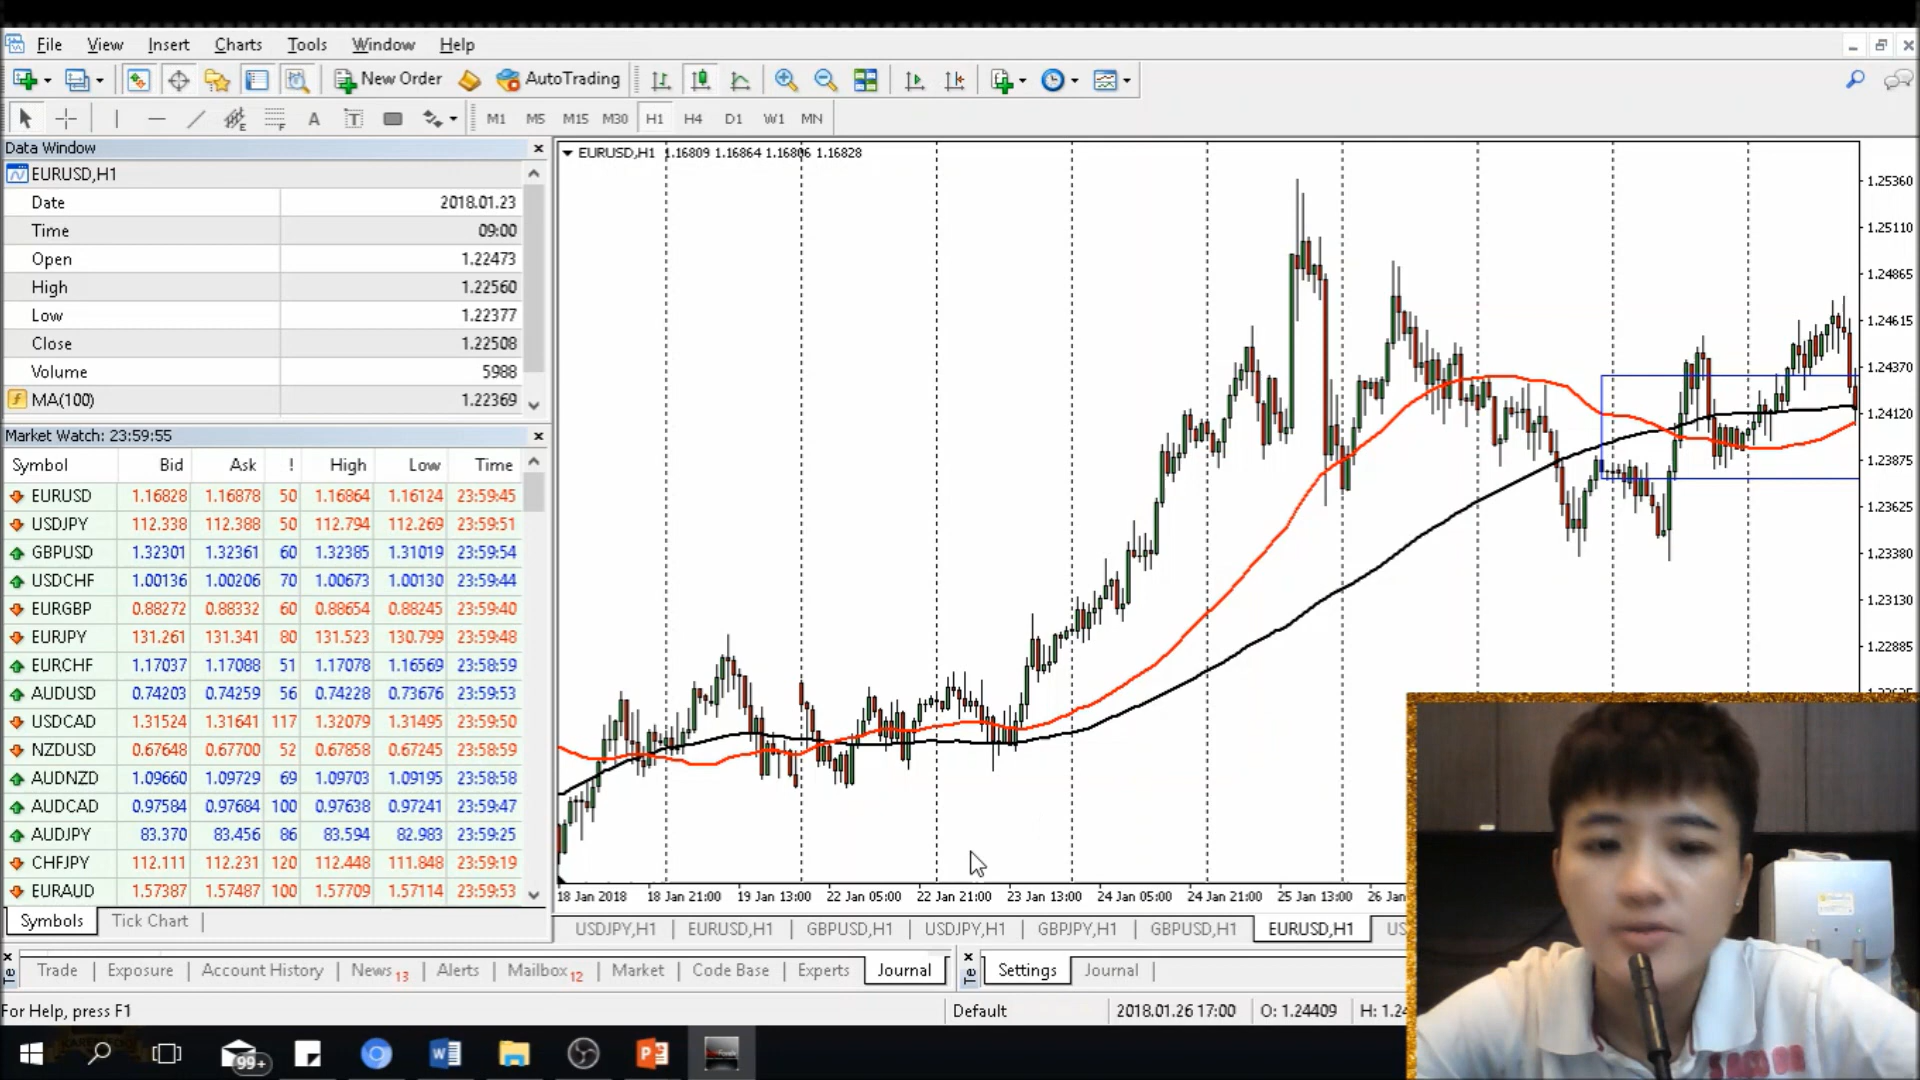 File View Insert Charts Tools Window Help
New Order AutoTrading
M1 M5 M15 M30 H1 H4 D1 W1 MN
Data Window
EURUSD,H1
Date 2018.01.23
Time 09:00
Open 1.22473
High 1.22560
Low 1.22377
Close 1.22508
Volume 5988
MA(100) 1.22369
Market Watch: 23:59:55
Symbol Bid Ask ! High Low Time
EURUSD 1.16828 1.16878 50 1.16864 1.16124 23:59:45
USDJPY 112.338 112.388 50 112.794 112.269 23:59:51
GBPUSD 1.32301 1.32361 60 1.32385 1.31019 23:59:54
USDCHF 1.00136 1.00206 70 1.00673 1.00130 23:59:44
EURGBP 0.88272 0.88332 60 0.88654 0.88245 23:59:40
EURJPY 131.261 131.341 80 131.523 130.799 23:59:48
EURCHF 1.17037 1.17088 51 1.17078 1.16569 23:58:59
AUDUSD 0.74203 0.74259 56 0.74228 0.73676 23:59:53
USDCAD 1.31524 1.31641 117 1.32079 1.31495 23:59:50
NZDUSD 0.67648 0.67700 52 0.67858 0.67245 23:58:59
AUDNZD 1.09660 1.09729 69 1.09703 1.09195 23:58:58
AUDCAD 0.97584 0.97684 100 0.97638 0.97241 23:59:47
AUDJPY 83.370 83.456 86 83.594 82.983 23:59:25
CHFJPY 112.111 112.231 120 112.448 111.848 23:59:19
EURAUD 1.57387 1.57487 100 1.57709 1.57114 23:59:53
Symbols Tick Chart
EURUSD,H1 1.16809 1.16864 1.16806 1.16828
1.25360
1.25110
1.24865
1.24615
1.24370
1.24120
1.23875
1.23625
1.23380
1.23130
1.22885
18 Jan 2018 18 Jan 21:00 19 Jan 13:00 22 Jan 05:00 22 Jan 21:00 23 Jan 13:00 24 Jan 05:00 24 Jan 21:00 25 Jan 13:00 26 Jan
USDJPY,H1 EURUSD,H1 GBPUSD,H1 USDJPY,H1 GBPJPY,H1 GBPUSD,H1 EURUSD,H1 US
Te Trade Exposure Account History News 13 Alerts Mailbox 12 Market Code Base Experts Journal Te Settings Journal
For Help, press F1 Default 2018.01.26 17:00 O: 1.24409 H: 1.24
99+